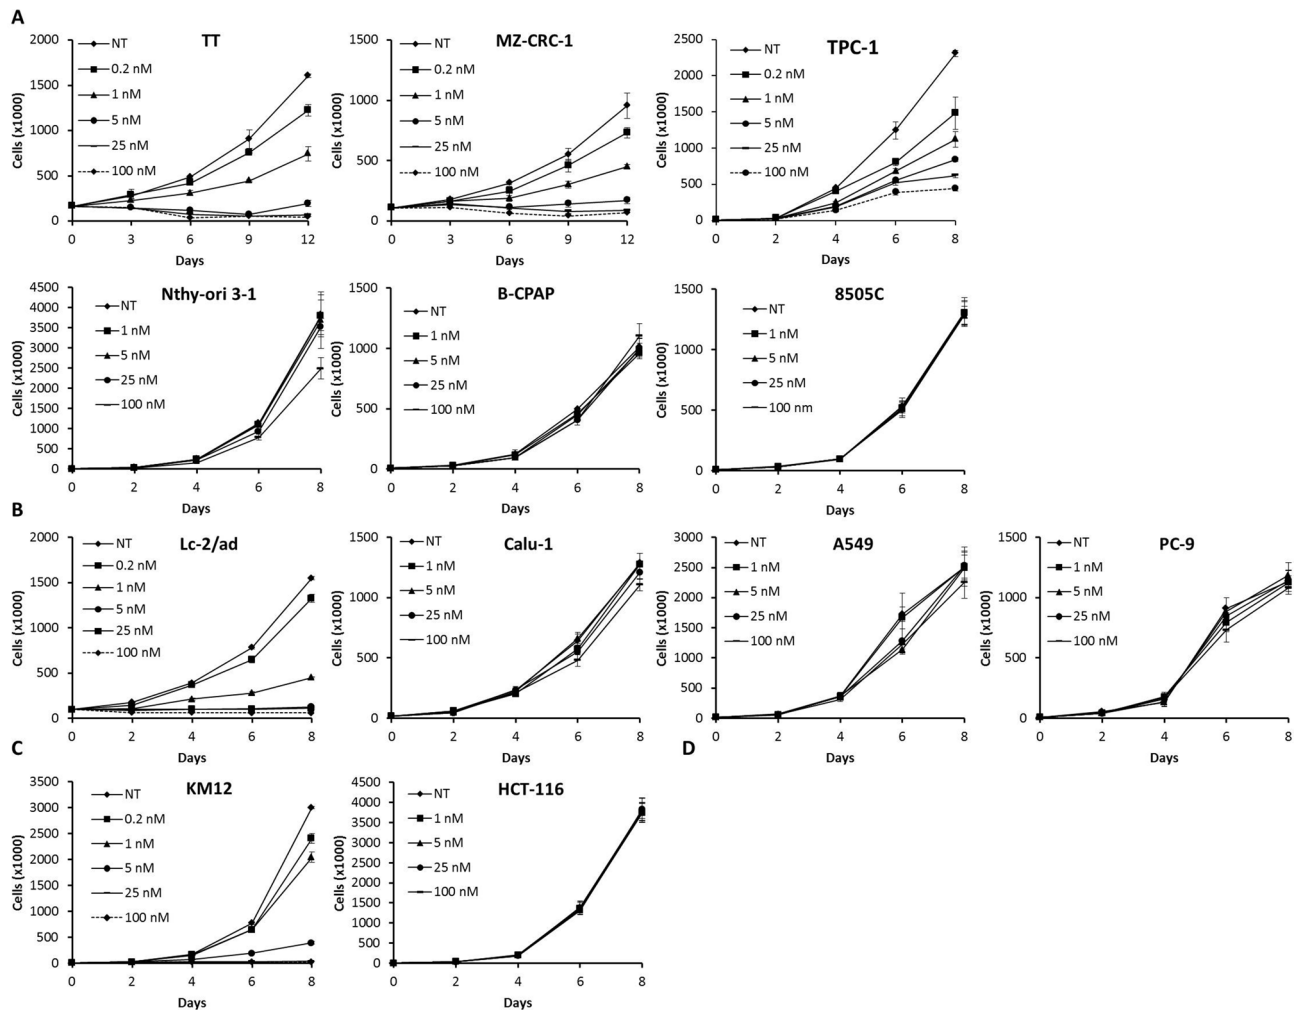 A
TT
Cells (x1000)
2000
1500
1000
500
0
NT
0.2 nM
1 nM
5 nM
25 nM
100 nM
0 3 6 9 12
Days
MZ-CRC-1
Cells (x1000)
1500
1000
500
0
NT
0.2 nM
1 nM
5 nM
25 nM
100 nM
0 3 6 9 12
Days
TPC-1
Cells (x1000)
2500
2000
1500
1000
500
0
NT
0.2 nM
1 nM
5 nM
25 nM
100 nM
0 2 4 6 8
Days
Nthy-ori 3-1
Cells (x1000)
4500
4000
3500
3000
2500
2000
1500
1000
500
0
NT
1 nM
5 nM
25 nM
100 nM
0 2 4 6 8
Days
B-CPAP
Cells (x1000)
1500
1000
500
0
NT
1 nM
5 nM
25 nM
100 nM
0 2 4 6 8
Days
8505C
Cells (x1000)
1500
1000
500
0
NT
1 nM
5 nM
25 nM
100 nm
0 2 4 6 8
Days
B
Lc-2/ad
Cells (x1000)
2000
1500
1000
500
0
NT
0.2 nM
1 nM
5 nM
25 nM
100 nM
0 2 4 6 8
Days
Calu-1
Cells (x1000)
1500
1000
500
0
NT
1 nM
5 nM
25 nM
100 nM
0 2 4 6 8
Days
A549
Cells (x1000)
3000
2500
2000
1500
1000
500
0
NT
1 nM
5 nM
25 nM
100 nM
0 2 4 6 8
Days
PC-9
Cells (x1000)
1500
1000
500
0
NT
1 nM
5 nM
25 nM
100 nM
0 2 4 6 8
Days
C
KM12
Cells (x1000)
3500
3000
2500
2000
1500
1000
500
0
NT
0.2 nM
1 nM
5 nM
25 nM
100 nM
0 2 4 6 8
Days
D
HCT-116
Cells (x1000)
4500
4000
3500
3000
2500
2000
1500
1000
500
0
NT
1 nM
5 nM
25 nM
100 nM
0 2 4 6 8
Days